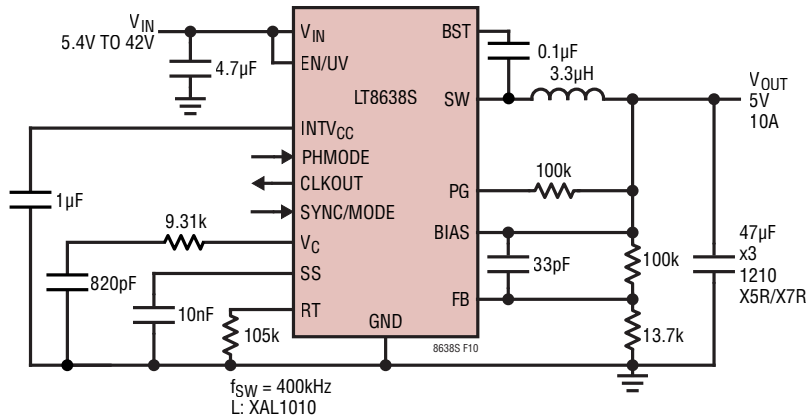 VIN
5.4V TO 42V
4.7µF
VIN
EN/UV
BST
LT8638S
SW
0.1µF
3.3µH
VOUT
5V
10A
INTVCC
PHMODE
CLKOUT
SYNC/MODE
1µF
PG
100k
9.31k
VC
BIAS
820pF
SS
33pF
100k
47µF
x3
1210
X5R/X7R
10nF
RT
FB
105k
GND
13.7k
8638S F10
fSW = 400kHz
L: XAL1010